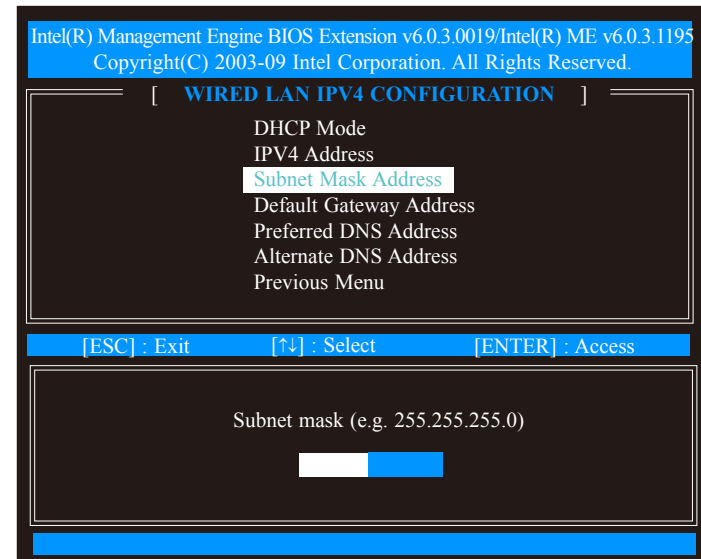 Intel(R) Management Engine BIOS Extension v6.0.3.0019/Intel(R) ME v6.0.3.1195
Copyright(C) 2003-09 Intel Corporation. All Rights Reserved.
[ WIRED LAN IPV4 CONFIGURATION ]
DHCP Mode
IPV4 Address
Subnet Mask Address
Default Gateway Address
Preferred DNS Address
Alternate DNS Address
Previous Menu
[ESC] : Exit [↑↓] : Select [ENTER] : Access
Subnet mask (e.g. 255.255.255.0)